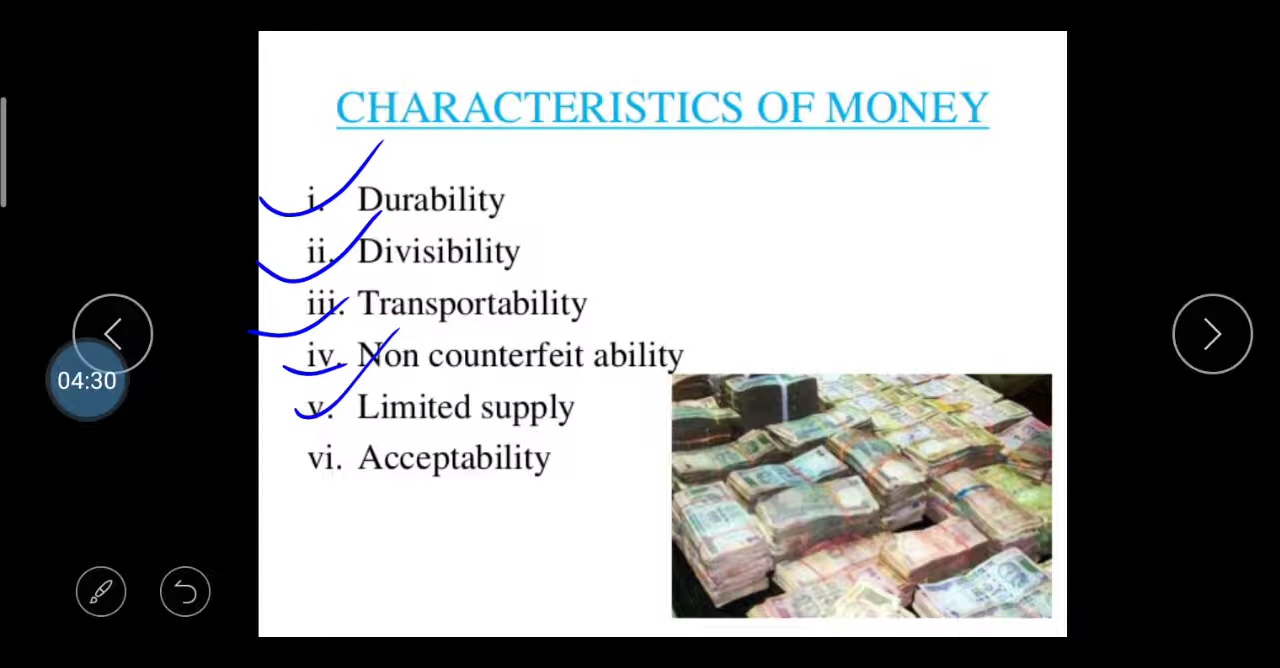 CHARACTERISTICS OF MONEY
i. Durability
ii. Divisibility
iii. Transportability
iv. Non counterfeit ability
v. Limited supply
vi. Acceptability
04:30